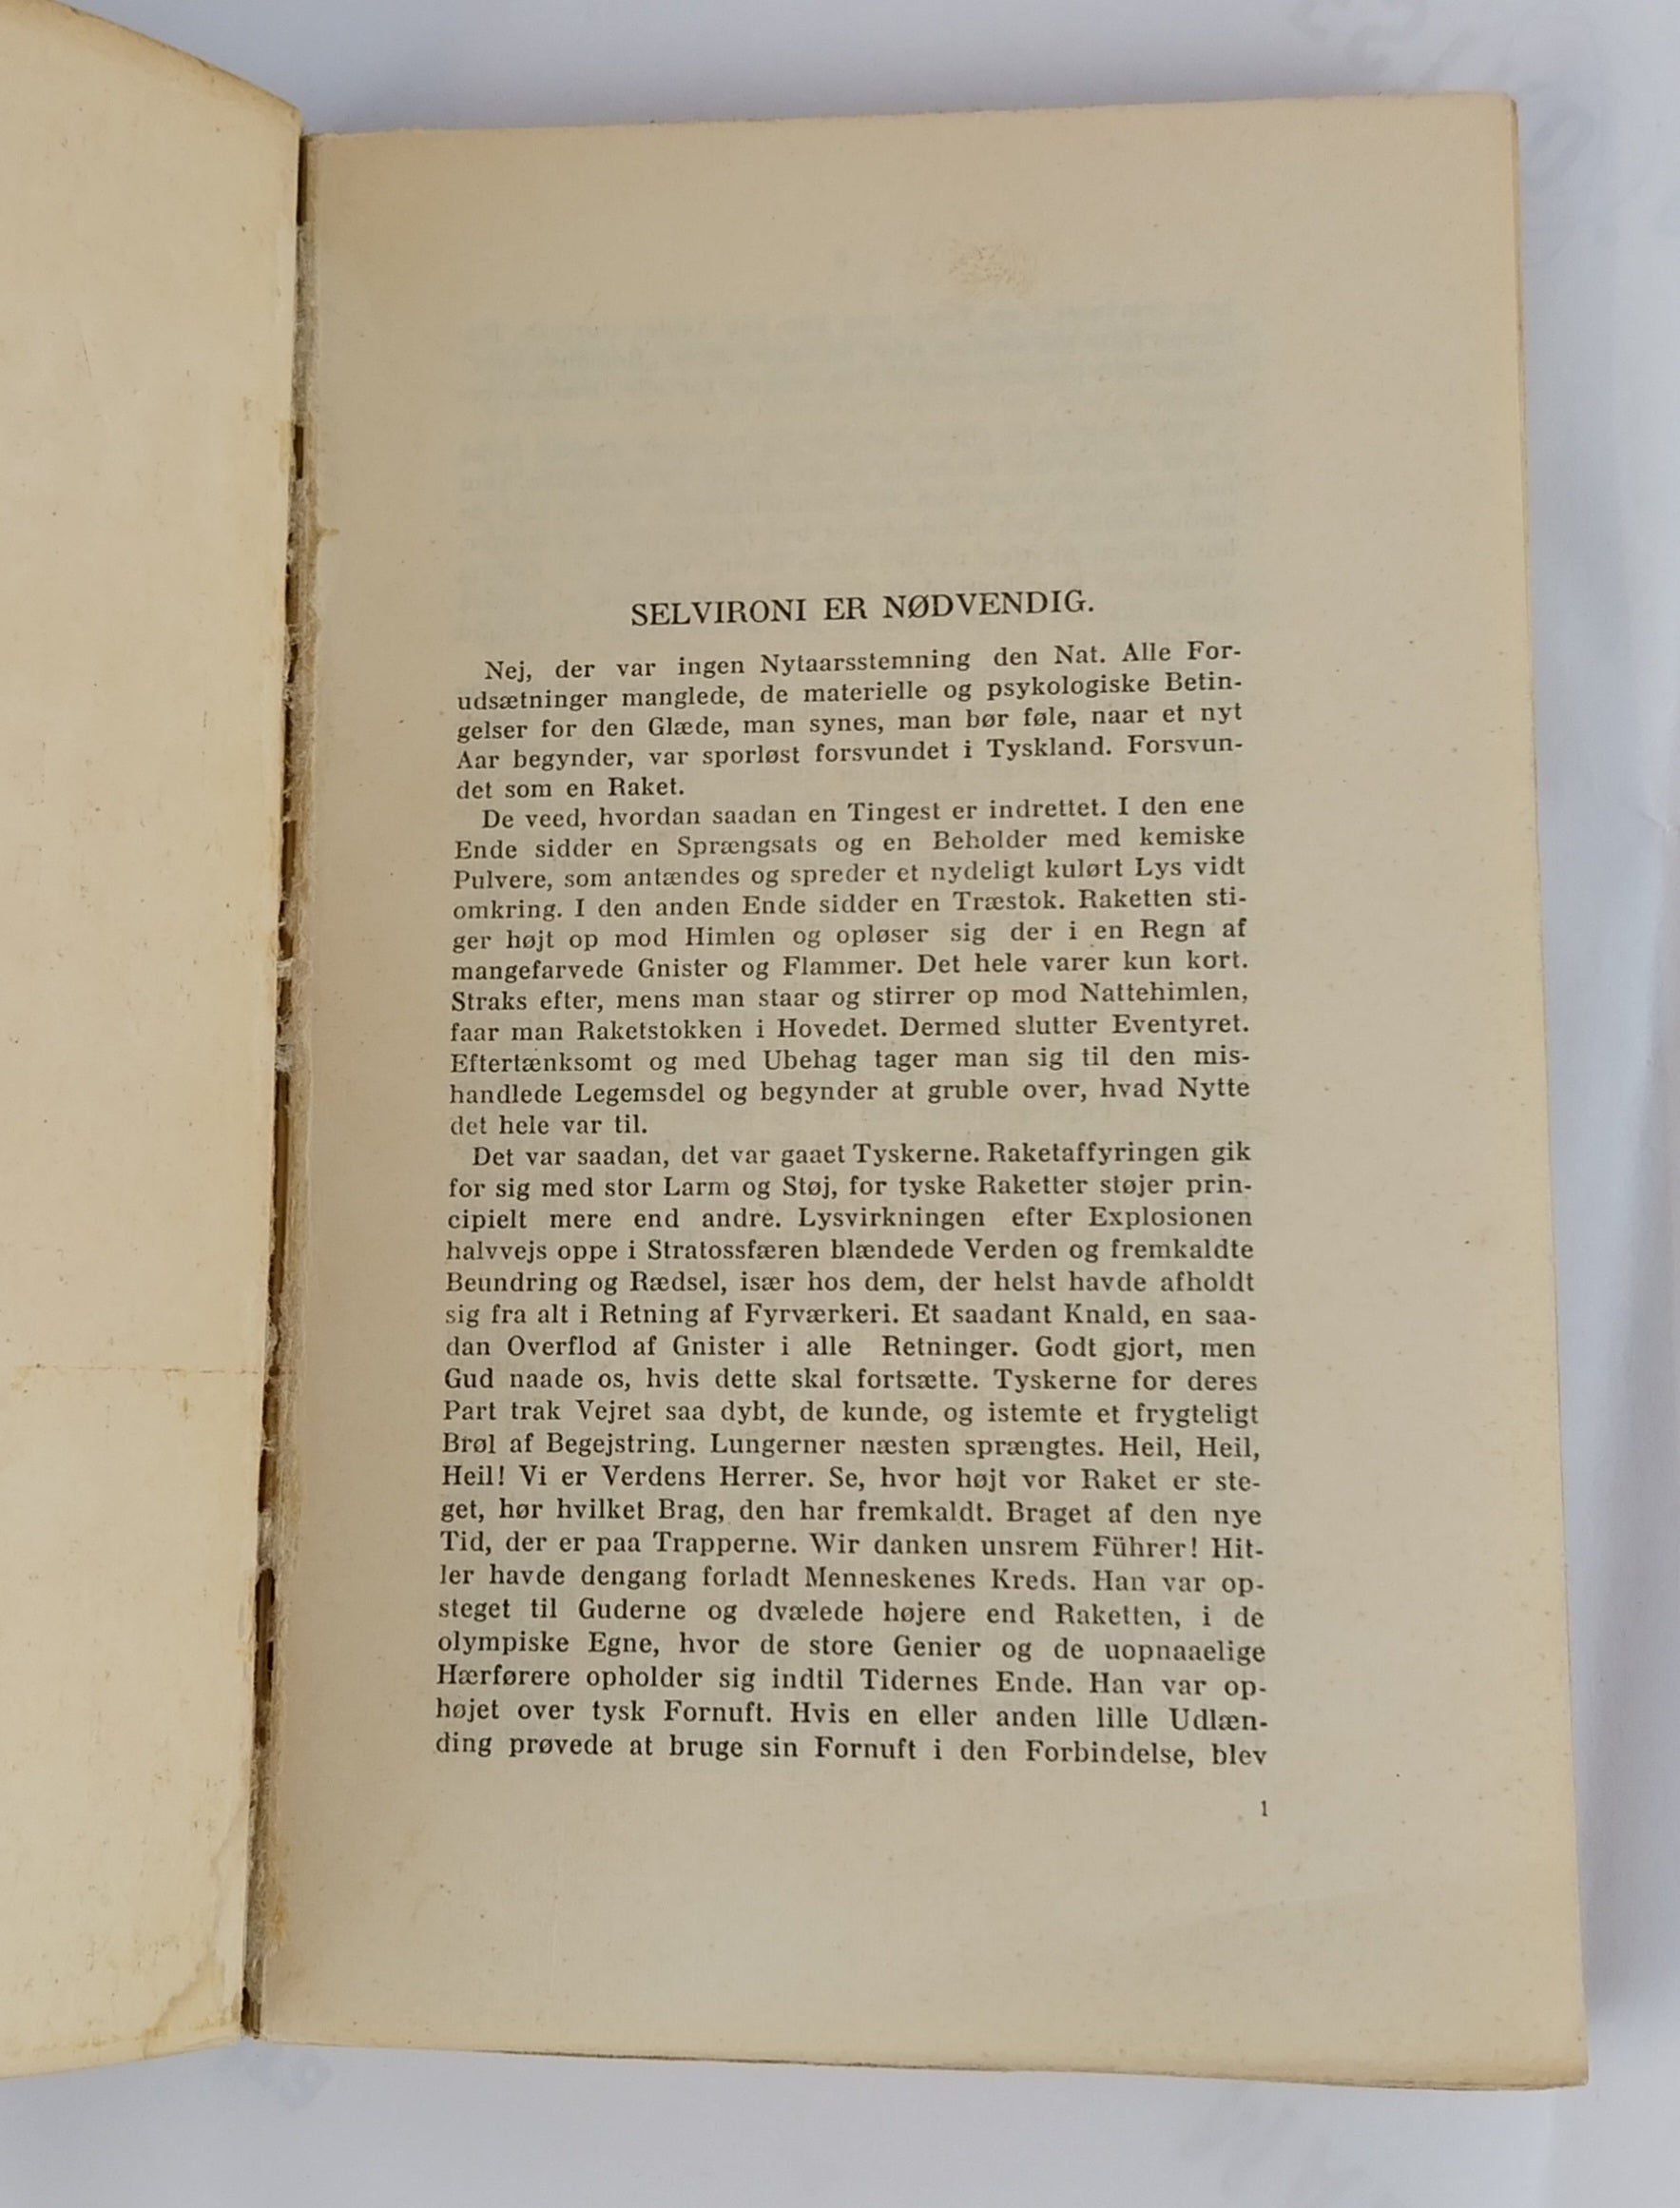 SELVIRONI ER NØDVENDIG.
Nej, der var ingen Nytaarsstemning den Nat. Alle For-
udsætninger manglede, de materielle og psykologiske Betin-
gelser for den Glæde, man synes, man bør føle, naar et nyt
Aar begynder, var sporløst forsvundet i Tyskland. Forsvun-
det som en Raket.
De veed, hvordan saadan en Tingest er indrettet. I den ene
Ende sidder en Sprængsats og en Beholder med kemiske
Pulvere, som antændes og spreder et nydeligt kulørt Lys vidt
omkring. I den anden Ende sidder en Træstok. Raketten sti-
ger højt op mod Himlen og opløser sig der i en Regn af
mangefarvede Gnister og Flammer. Det hele varer kun kort.
Straks efter, mens man staar og stirrer op mod Nattehimlen,
faar man Raketstokken i Hovedet. Dermed slutter Eventyret.
Eftertænksomt og med Ubehag tager man sig til den mis-
handlede Legemsdel og begynder at gruble over, hvad Nytte
det hele var til.
Det var saadan, det var gaaet Tyskerne. Raketaffyringen gik
for sig med stor Larm og Støj, for tyske Raketter støjer prin-
cipielt mere end andre. Lysvirkningen efter Explosionen
halvvejs oppe i Stratossfæren blændede Verden og fremkaldte
Beundring og Rædsel, især hos dem, der helst havde afholdt
sig fra alt i Retning af Fyrværkeri. Et saadant Knald, en saa-
dan Overflod af Gnister i alle Retninger. Godt gjort, men
Gud naade os, hvis dette skal fortsætte. Tyskerne for deres
Part trak Vejret saa dybt, de kunde, og istemte et frygteligt
Brøl af Begejstring. Lungerner næsten sprængtes. Heil, Heil,
Heil! Vi er Verdens Herrer. Se, hvor højt vor Raket er ste-
get, hør hvilket Brag, den har fremkaldt. Braget af den nye
Tid, der er paa Trapperne. Wir danken unsrem Führer! Hit-
ler havde dengang forladt Menneskenes Kreds. Han var op-
steget til Guderne og dvælede højere end Raketten, i de
olympiske Egne, hvor de store Genier og de uopnaaelige
Hærførere opholder sig indtil Tidernes Ende. Han var op-
højet over tysk Fornuft. Hvis en eller anden lille Udlæn-
ding prøvede at bruge sin Fornuft i den Forbindelse, blev
1